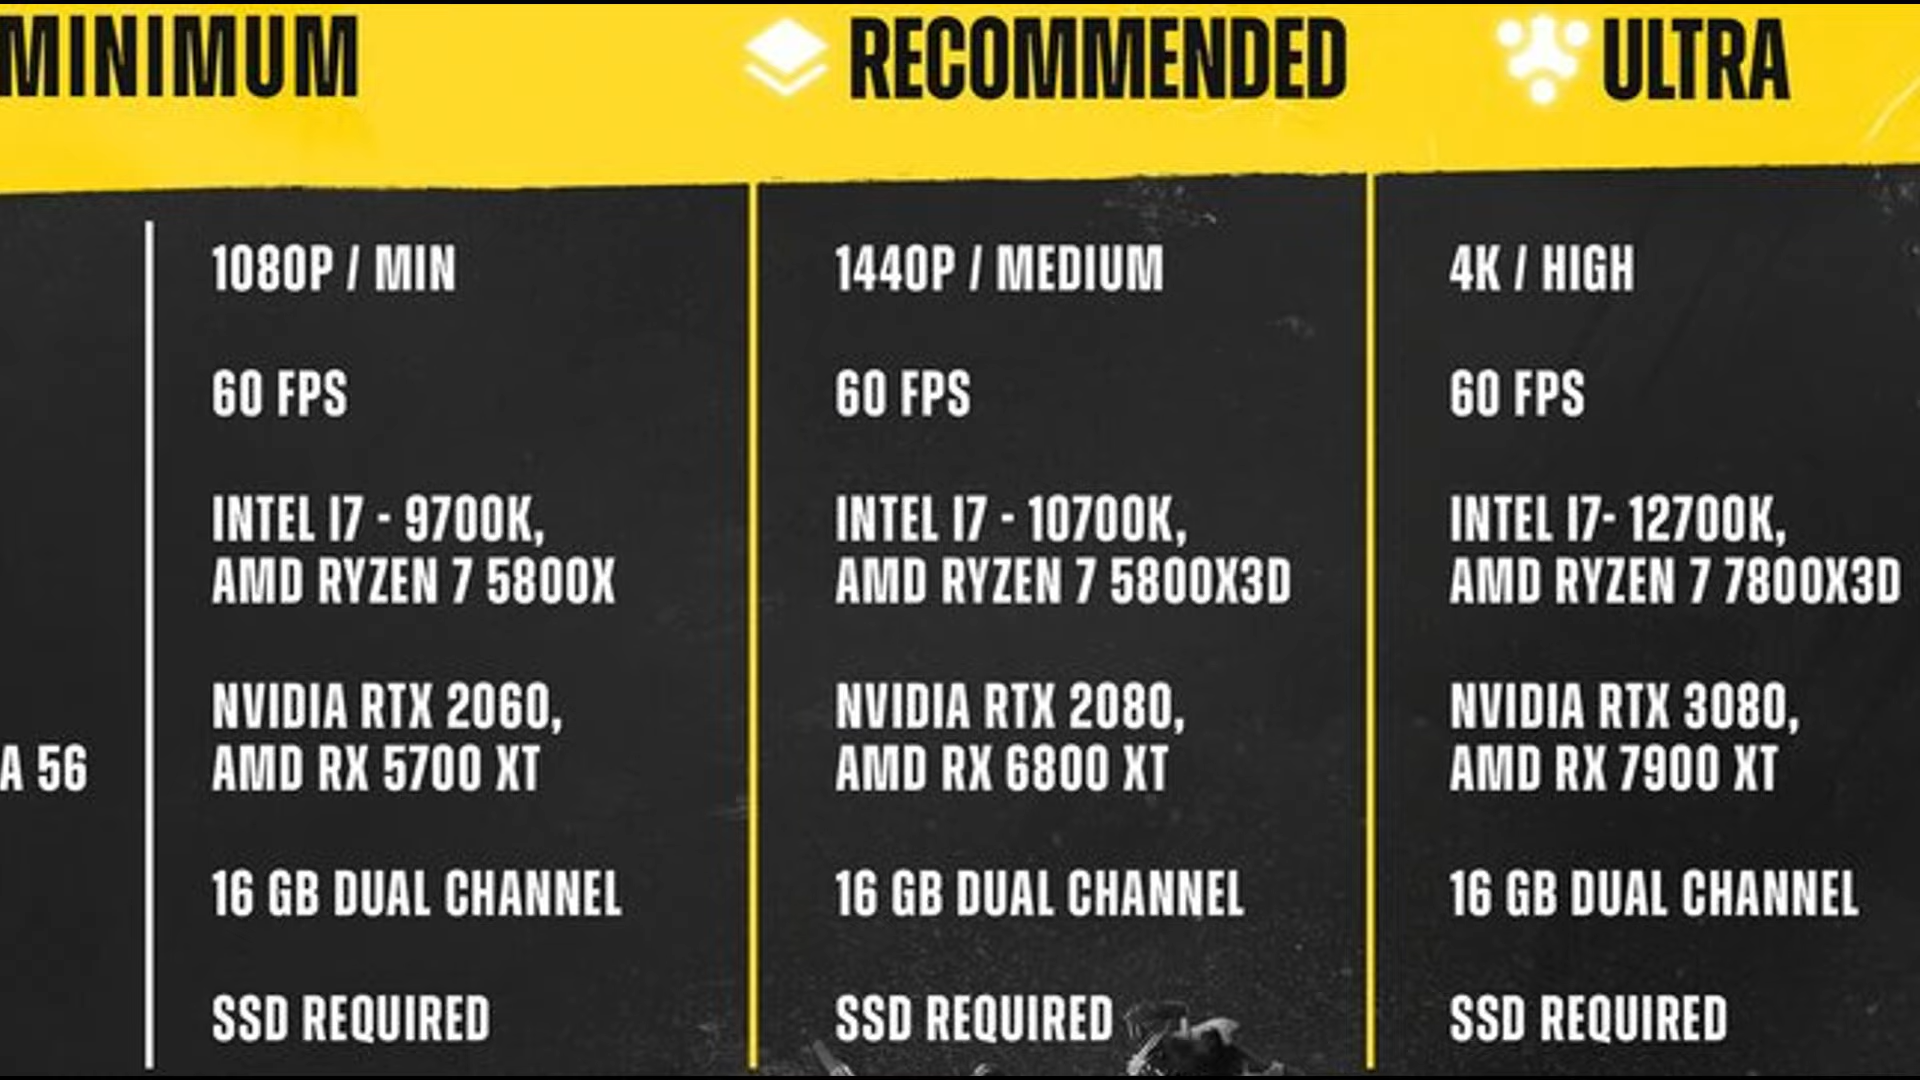 MINIMUM
RECOMMENDED
ULTRA
A 56
1080P / MIN
60 FPS
INTEL I7 - 9700K,
AMD RYZEN 7 5800X
NVIDIA RTX 2060,
AMD RX 5700 XT
16 GB DUAL CHANNEL
SSD REQUIRED
1440P / MEDIUM
60 FPS
INTEL I7 - 10700K,
AMD RYZEN 7 5800X3D
NVIDIA RTX 2080,
AMD RX 6800 XT
16 GB DUAL CHANNEL
SSD REQUIRED
4K / HIGH
60 FPS
INTEL I7- 12700K,
AMD RYZEN 7 7800X3D
NVIDIA RTX 3080,
AMD RX 7900 XT
16 GB DUAL CHANNEL
SSD REQUIRED